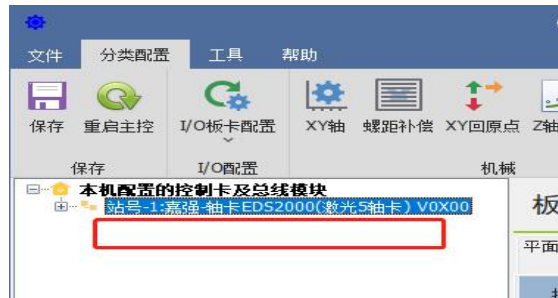 文件 分类配置 工具 帮助
保存 重启主控 I/O板卡配置 XY轴 螺距补偿 XY回原点 Z轴
保存 I/O配置 机械
本机配置的控制卡及总线模块
站号-1:嘉强-轴卡EDS2000(激光5轴卡) V0X00
板
平面